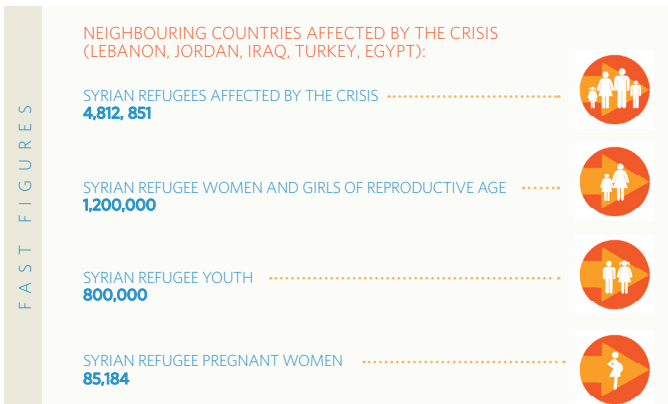 FAST FIGURES
NEIGHBOURING COUNTRIES AFFECTED BY THE CRISIS
(LEBANON, JORDAN, IRAQ, TURKEY, EGYPT):
SYRIAN REFUGEES AFFECTED BY THE CRISIS
4,812, 851
SYRIAN REFUGEE WOMEN AND GIRLS OF REPRODUCTIVE AGE
1,200,000
SYRIAN REFUGEE YOUTH
800,000
SYRIAN REFUGEE PREGNANT WOMEN
85,184